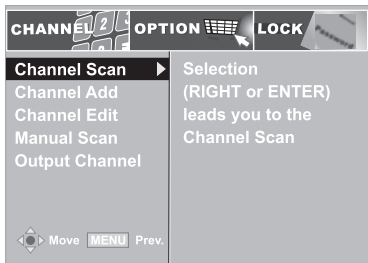 CHANNEL OPTION LOCK
Channel Scan
Channel Add
Channel Edit
Manual Scan
Output Channel
Selection
(RIGHT or ENTER)
leads you to the
Channel Scan
Move MENU Prev.